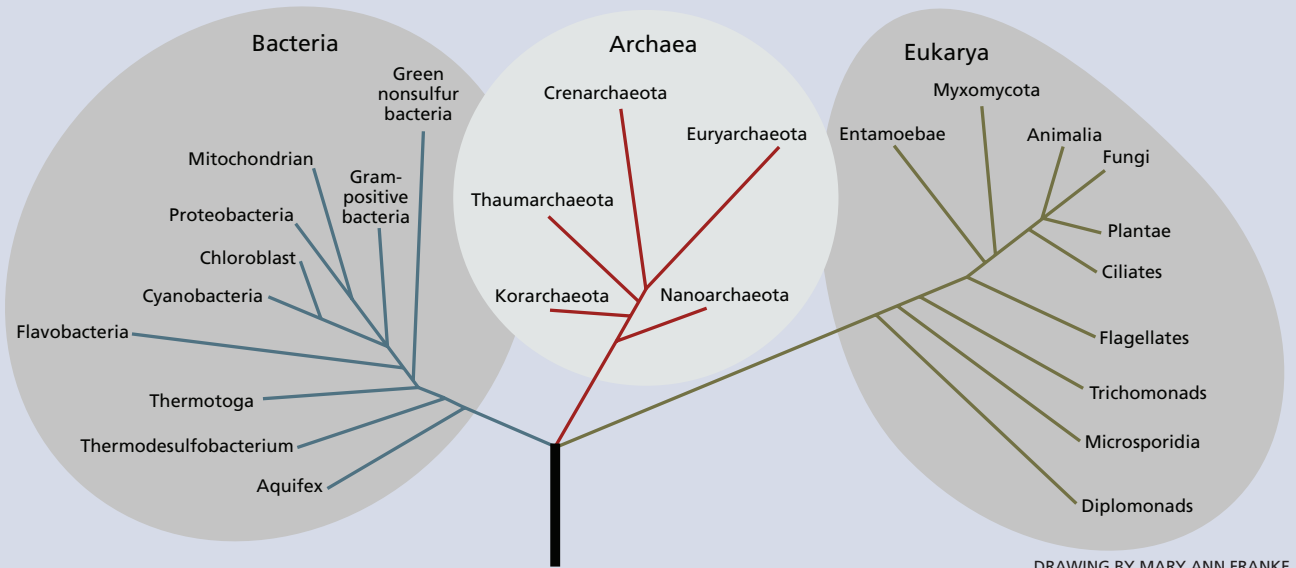 Bacteria
Green
nonsulfur
bacteria
Mitochondrian
Gram-
positive
bacteria
Proteobacteria
Chloroblast
Cyanobacteria
Flavobacteria
Thermotoga
Thermodesulfobacterium
Aquifex
Archaea
Crenarchaeota
Euryarchaeota
Thaumarchaeota
Korarchaeota
Nanoarchaeota
Eukarya
Myxomycota
Entamoebae
Animalia
Fungi
Plantae
Ciliates
Flagellates
Trichomonads
Microsporidia
Diplomonads
DRAWING BY MARY ANN FRANKE